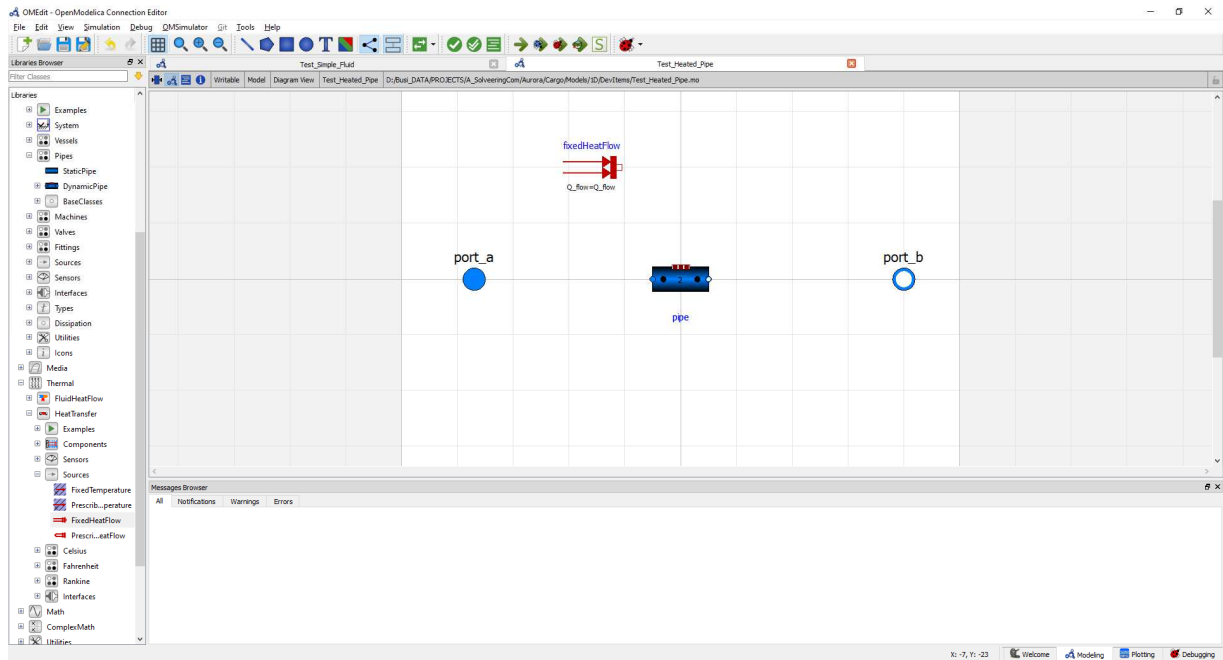 OMEdit - OpenModelica Connection Editor
File Edit View Simulation Debug OMSimulator Git Tools Help
Libraries Browser
Test_Simple_Fluid
Test_Heated_Pipe
Filter Classes
Writable Model Diagram View Test_Heated_Pipe D:/Busi_DATA/PROJECTS/A_SolveeringCom/Aurora/Cargo/Models/1D/DevItems/Test_Heated_Pipe.mo
Libraries
Examples
System
Vessels
Pipes
StaticPipe
DynamicPipe
BaseClasses
Machines
Valves
Fittings
Sources
Sensors
Interfaces
Types
Dissipation
Utilities
Icons
Media
Thermal
FluidHeatFlow
HeatTransfer
Examples
Components
Sensors
Sources
FixedTemperature
Prescrib...perature
FixedHeatFlow
Prescri...eatFlow
Celsius
Fahrenheit
Rankine
Interfaces
Math
ComplexMath
Utilities
fixedHeatFlow
Q_flow=Q_flow
port_a
port_b
2
pipe
Messages Browser
All Notifications Warnings Errors
X: -7, Y: -23 Welcome Modeling Plotting Debugging